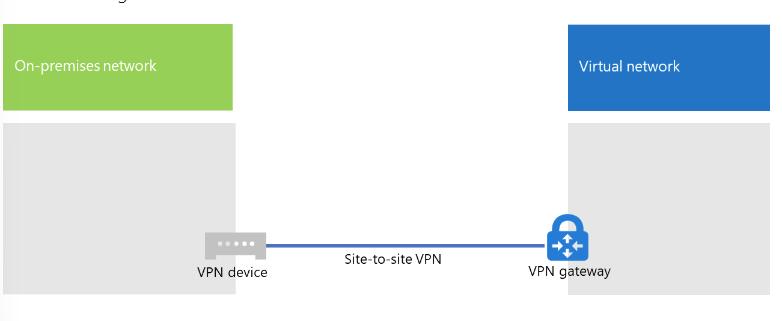 On-premises network
Virtual network
Site-to-site VPN
VPN device
VPN gateway